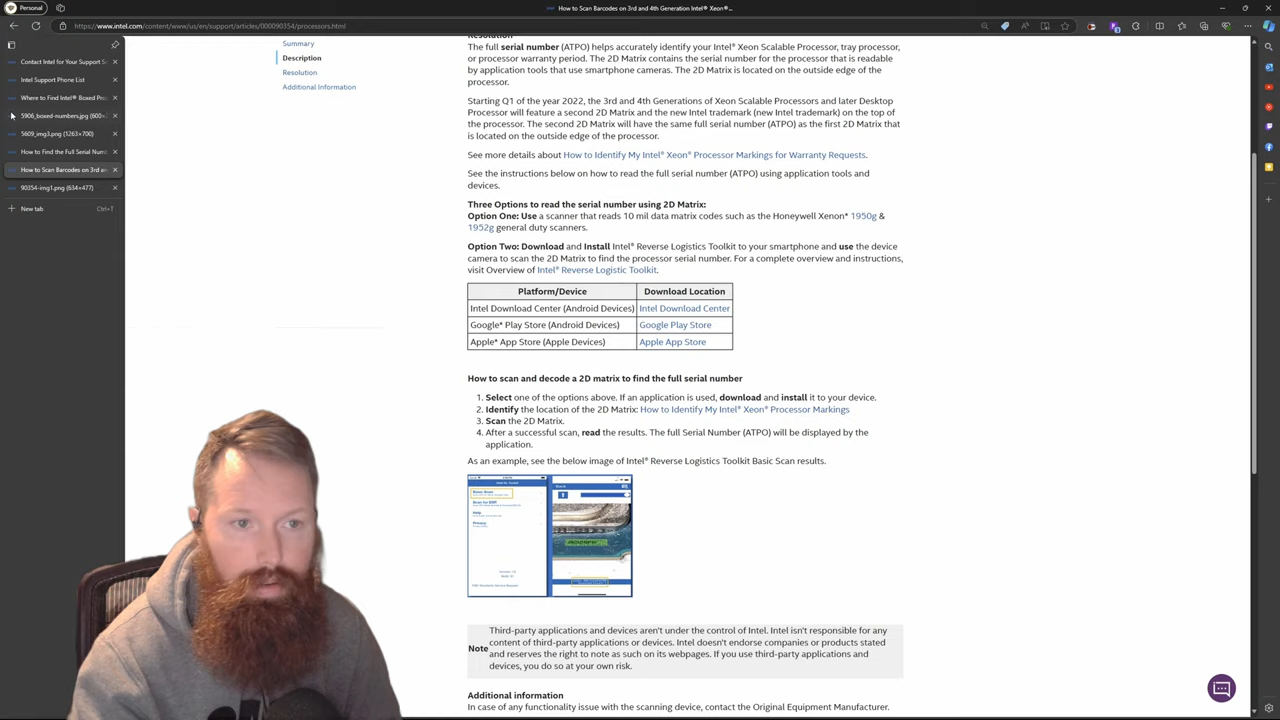 Personal
How to Scan Barcodes on 3rd and 4th Generation Intel® Xeon®...
https://www.intel.com/content/www/us/en/support/articles/000090354/processors.html
Contact Intel for Your Support S
Intel Support Phone List
Where to Find Intel® Boxed Pro
5906_boxed-numbers.jpg (600×
5609_img3.png (1263×700)
How to Find the Full Serial Numb
How to Scan Barcodes on 3rd an
90354-img1.png (634×477)
New tab
Ctrl+T
Summary
Description
Resolution
Additional Information
Resolution
The full serial number (ATPO) helps accurately identify your Intel® Xeon Scalable Processor, tray processor,
or processor warranty period. The 2D Matrix contains the serial number for the processor that is readable
by application tools that use smartphone cameras. The 2D Matrix is located on the outside edge of the
processor.
Starting Q1 of the year 2022, the 3rd and 4th Generations of Xeon Scalable Processors and later Desktop
Processor will feature a second 2D Matrix and the new Intel trademark (new Intel trademark) on the top of
the processor. The second 2D Matrix will have the same full serial number (ATPO) as the first 2D Matrix that
is located on the outside edge of the processor.
See more details about How to Identify My Intel® Xeon® Processor Markings for Warranty Requests.
See the instructions below on how to read the full serial number (ATPO) using application tools and
devices.
Three Options to read the serial number using 2D Matrix:
Option One: Use a scanner that reads 10 mil data matrix codes such as the Honeywell Xenon* 1950g &
1952g general duty scanners.
Option Two: Download and Install Intel® Reverse Logistics Toolkit to your smartphone and use the device
camera to scan the 2D Matrix to find the processor serial number. For a complete overview and instructions,
visit Overview of Intel® Reverse Logistic Toolkit.
Platform/Device Download Location
Intel Download Center (Android Devices) Intel Download Center
Google* Play Store (Android Devices) Google Play Store
Apple* App Store (Apple Devices) Apple App Store
How to scan and decode a 2D matrix to find the full serial number
1. Select one of the options above. If an application is used, download and install it to your device.
2. Identify the location of the 2D Matrix: How to Identify My Intel® Xeon® Processor Markings
3. Scan the 2D Matrix.
4. After a successful scan, read the results. The full Serial Number (ATPO) will be displayed by the
application.
As an example, see the below image of Intel® Reverse Logistics Toolkit Basic Scan results.
Basic Scan
Scan for SSR
Help
Privacy
Note
Third-party applications and devices aren't under the control of Intel. Intel isn't responsible for any
content of third-party applications or devices. Intel doesn't endorse companies or products stated
and reserves the right to note as such on its webpages. If you use third-party applications and
devices, you do so at your own risk.
Additional information
In case of any functionality issue with the scanning device, contact the Original Equipment Manufacturer.